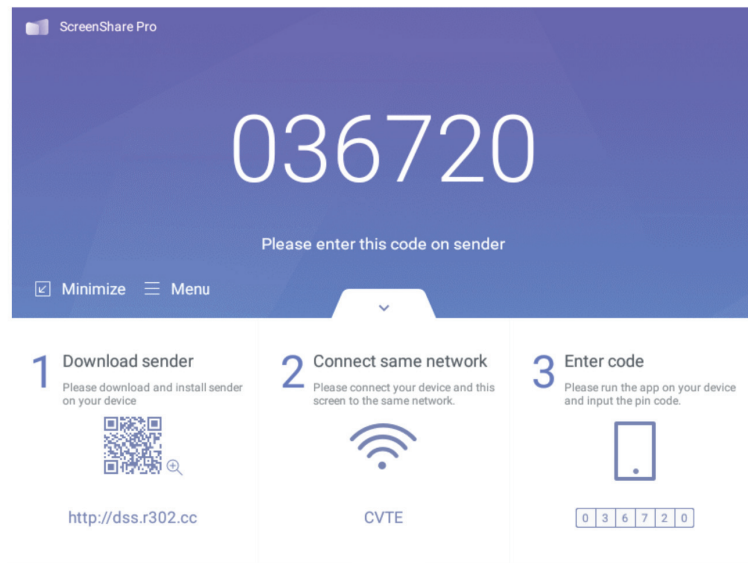 ScreenShare Pro
036720
Please enter this code on sender
Minimize Menu
1 Download sender
Please download and install sender
on your device
http://dss.r302.cc
2 Connect same network
Please connect your device and this
screen to the same network.
CVTE
3 Enter code
Please run the app on your device
and input the pin code.
0 3 6 7 2 0